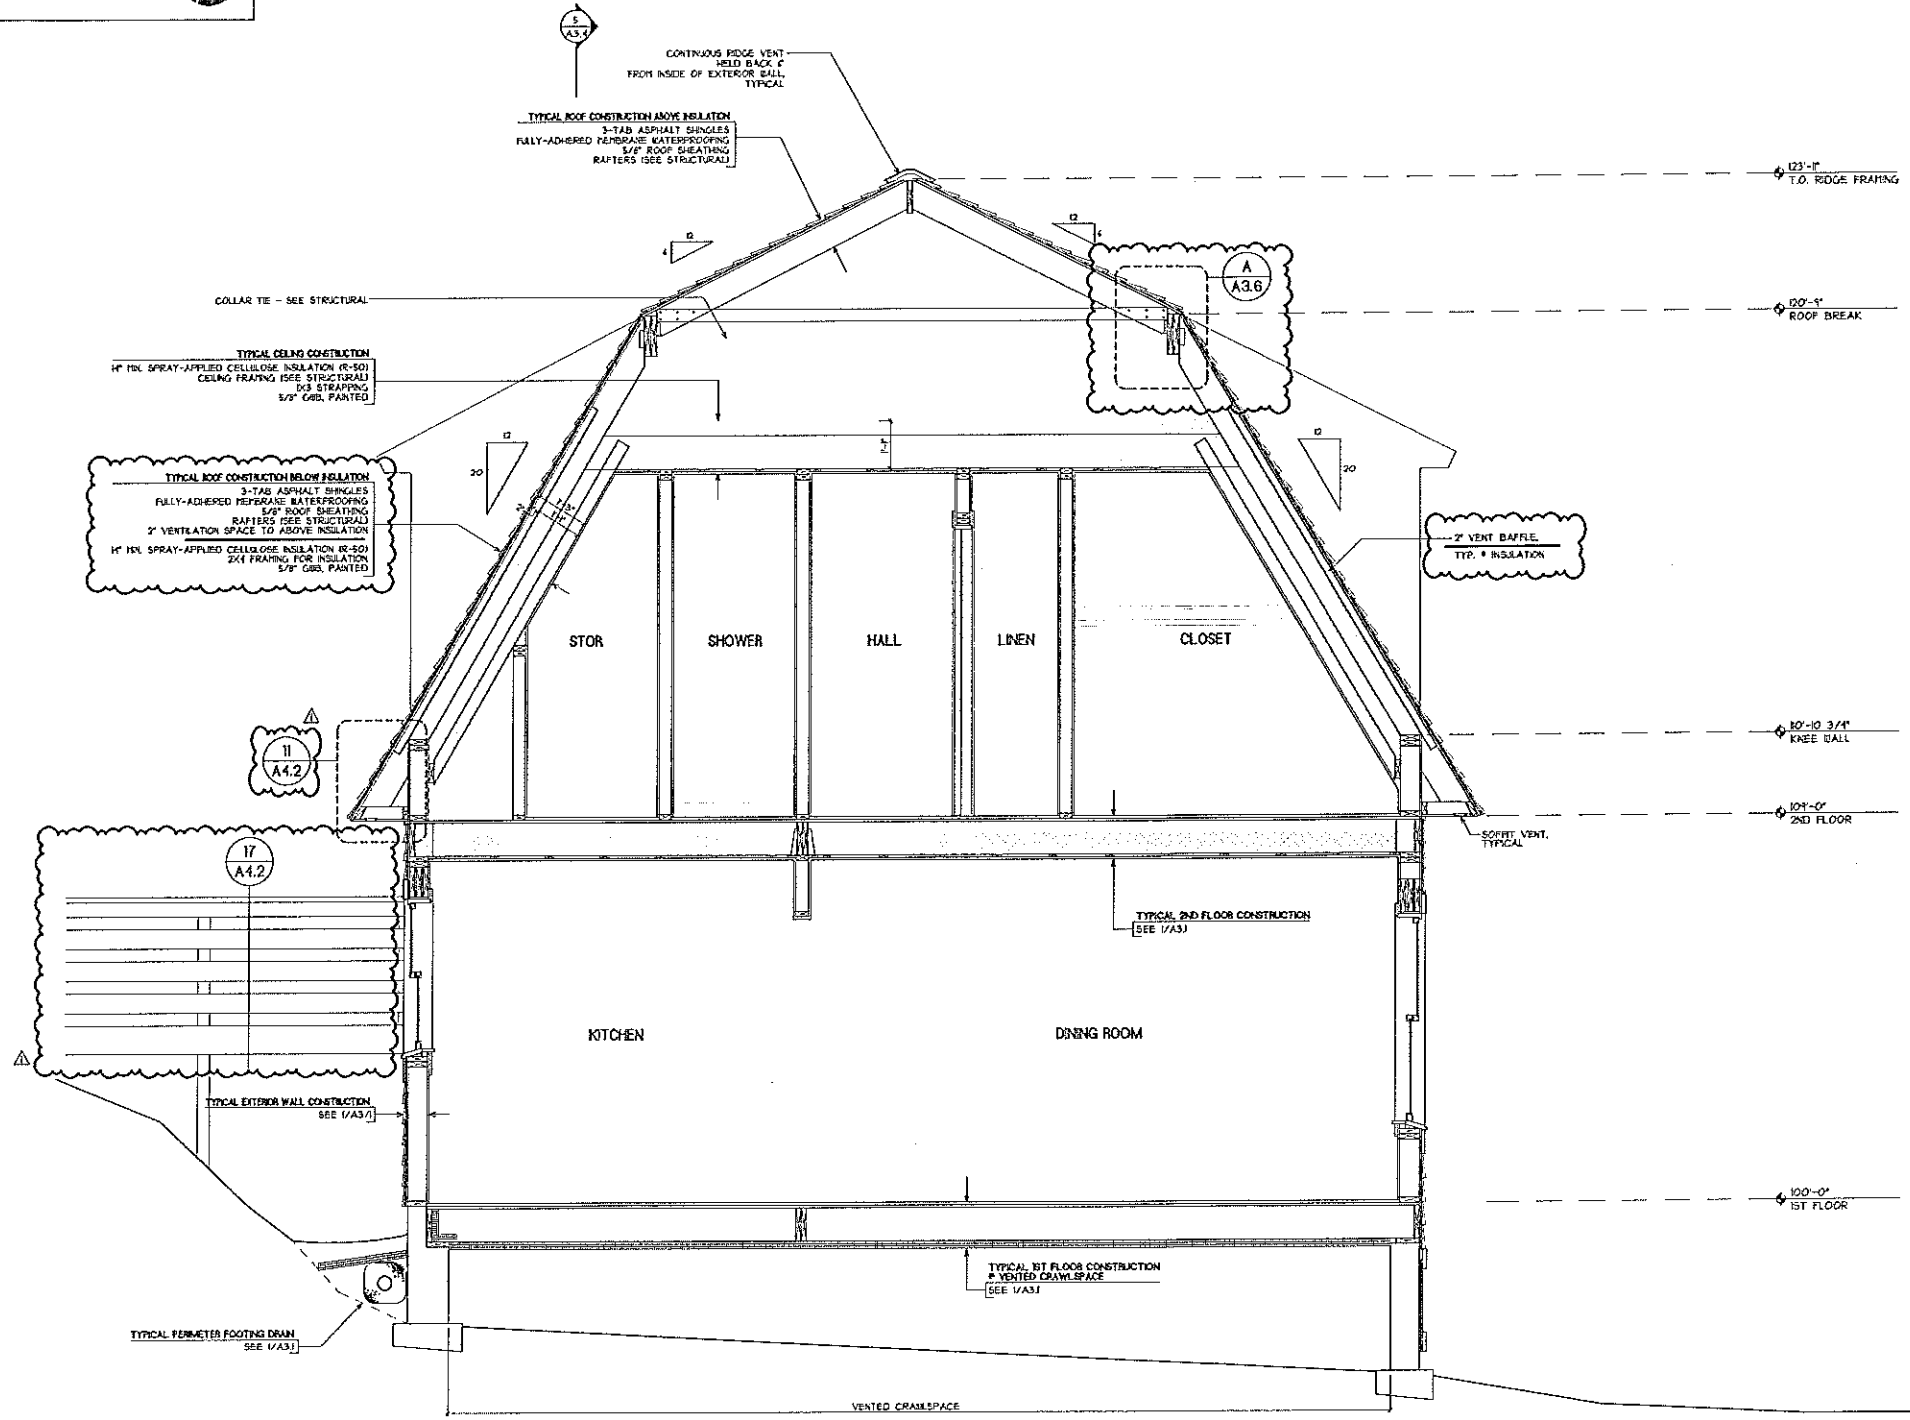 5
A3.4
CONTINUOUS RIDGE VENT
HELD BACK 6"
FROM INSIDE OF EXTERIOR WALL,
TYPICAL
TYPICAL ROOF CONSTRUCTION ABOVE INSULATION
3-TAB ASPHALT SHINGLES
FULLY-ADHERED MEMBRANE WATERPROOFING
5/8" ROOF SHEATHING
RAFTERS (SEE STRUCTURAL)
123'-11"
T.O. RIDGE FRAMING
12
6
12
6
A
A3.6
COLLAR TIE - SEE STRUCTURAL
120'-9"
ROOF BREAK
TYPICAL CEILING CONSTRUCTION
14" MIN. SPRAY-APPLIED CELLULOSE INSULATION (R-50)
CEILING FRAMING (SEE STRUCTURAL)
1X3 STRAPPING
5/8" GWB, PAINTED
12
20
12
20
TYPICAL ROOF CONSTRUCTION BELOW INSULATION
3-TAB ASPHALT SHINGLES
FULLY-ADHERED MEMBRANE WATERPROOFING
5/8" ROOF SHEATHING
RAFTERS (SEE STRUCTURAL)
2" VENTILATION SPACE TO ABOVE INSULATION
14" MIN. SPRAY-APPLIED CELLULOSE INSULATION (R-50)
2X4 FRAMING FOR INSULATION
5/8" GWB, PAINTED
2" VENT BAFFLE,
TYP. @ INSULATION
STOR
SHOWER
HALL
LINEN
CLOSET
1
11
A4.2
110'-10 3/4"
KNEE WALL
109'-0"
2ND FLOOR
SOFFIT VENT,
TYPICAL
17
A4.2
TYPICAL 2ND FLOOR CONSTRUCTION
SEE 1/A3.1
KITCHEN
DINING ROOM
1
TYPICAL EXTERIOR WALL CONSTRUCTION
SEE 1/A3.1
100'-0"
1ST FLOOR
TYPICAL 1ST FLOOR CONSTRUCTION
@ VENTED CRAWLSPACE
SEE 1/A3.1
TYPICAL PERIMETER FOOTING DRAIN
SEE 1/A3.1
VENTED CRAWLSPACE